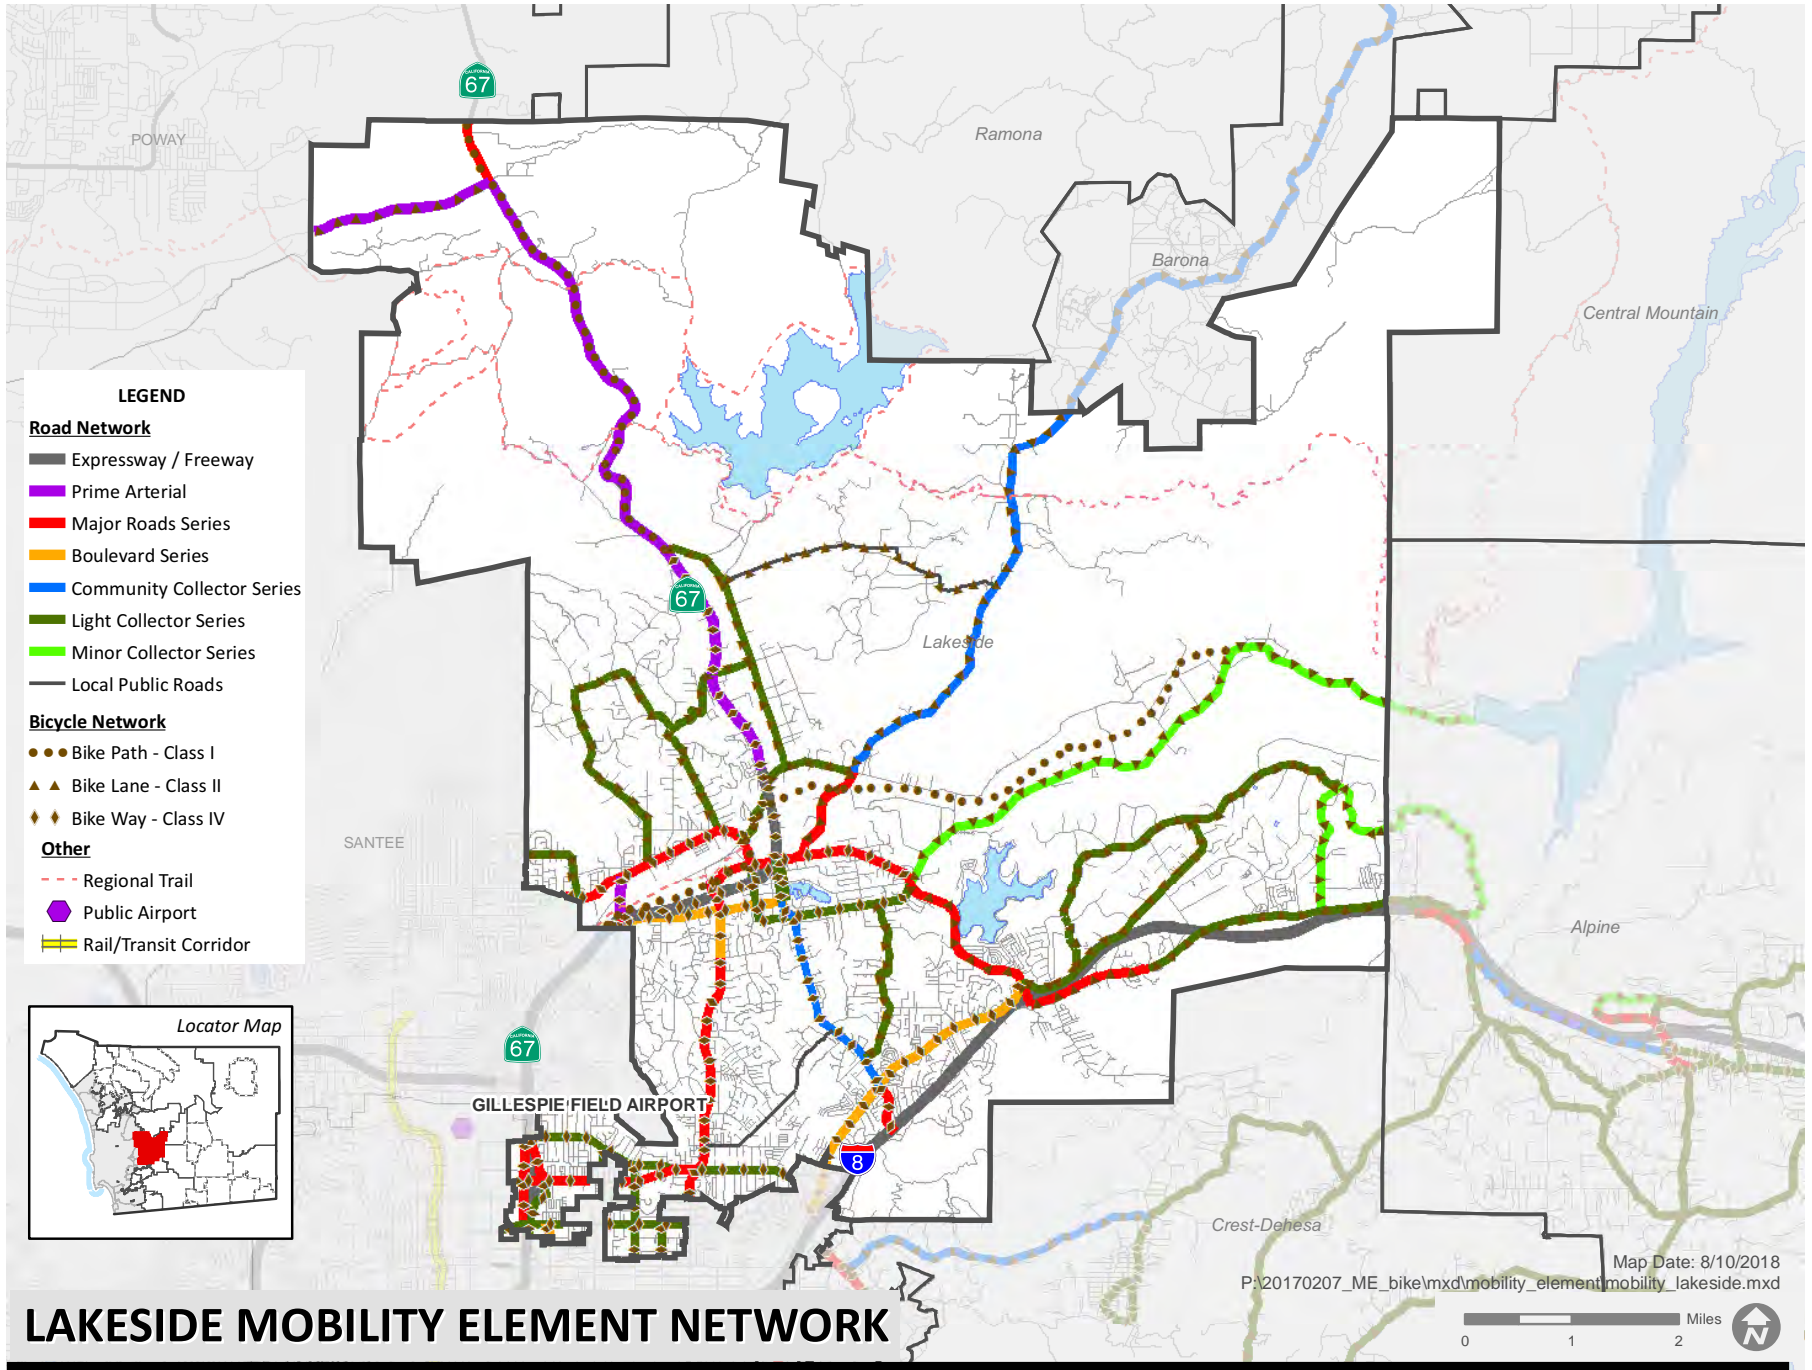 CALIFORNIA
67
POWAY
Ramona
Barona
Central Mountain
LEGEND
Road Network
Expressway / Freeway
Prime Arterial
Major Roads Series
Boulevard Series
Community Collector Series
Light Collector Series
Minor Collector Series
Local Public Roads
Bicycle Network
Bike Path - Class I
Bike Lane - Class II
Bike Way - Class IV
Other
Regional Trail
Public Airport
Rail/Transit Corridor
CALIFORNIA
67
Lakeside
SANTEE
Alpine
Locator Map
CALIFORNIA
67
GILLESPIE FIELD AIRPORT
8
Crest-Dehesa
Map Date: 8/10/2018
P:\20170207_ME_bike\mxd\mobility_element\mobility_lakeside.mxd
LAKESIDE MOBILITY ELEMENT NETWORK
Miles
0 1 2
N